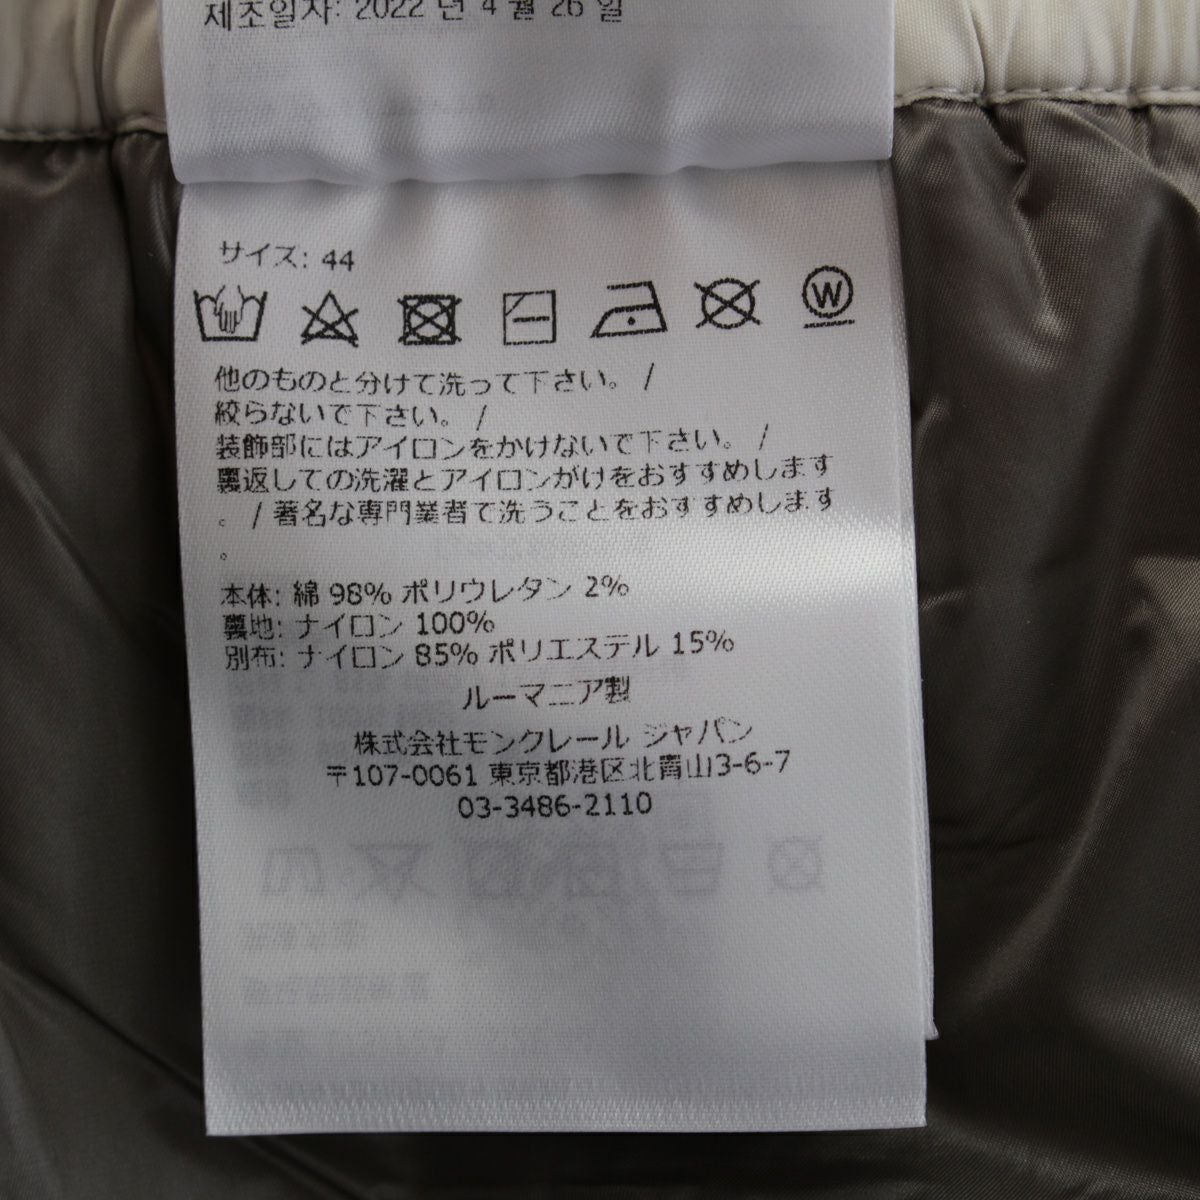 제조일자: 2022 년 4 월 26 일
サイズ: 44
W
他のものと分けて洗って下さい。 /
絞らないで下さい。 /
装飾部にはアイロンをかけないで下さい。 /
裏返しての洗濯とアイロンがけをおすすめします
。 / 著名な専門業者で洗うことをおすすめします
。
本体: 綿 98% ポリウレタン 2%
裏地: ナイロン 100%
別布: ナイロン 85% ポリエステル 15%
ルーマニア製
株式会社モンクレール ジャパン
〒107-0061 東京都港区北青山3-6-7
03-3486-2110